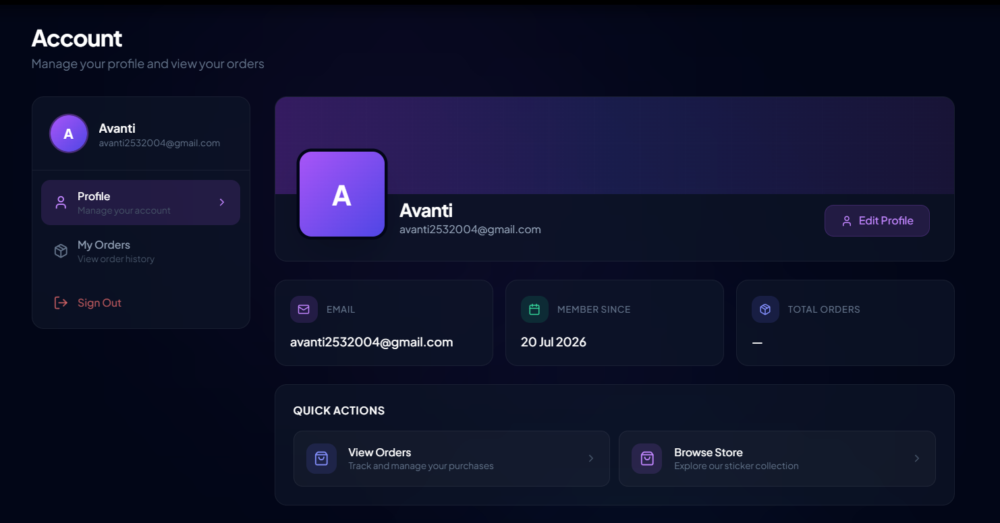 Account
Manage your profile and view your orders
A
Avanti
avanti2532004@gmail.com
Profile
Manage your account
My Orders
View order history
Sign Out
A
Avanti
avanti2532004@gmail.com
Edit Profile
EMAIL
avanti2532004@gmail.com
MEMBER SINCE
20 Jul 2026
TOTAL ORDERS
—
QUICK ACTIONS
View Orders
Track and manage your purchases
Browse Store
Explore our sticker collection